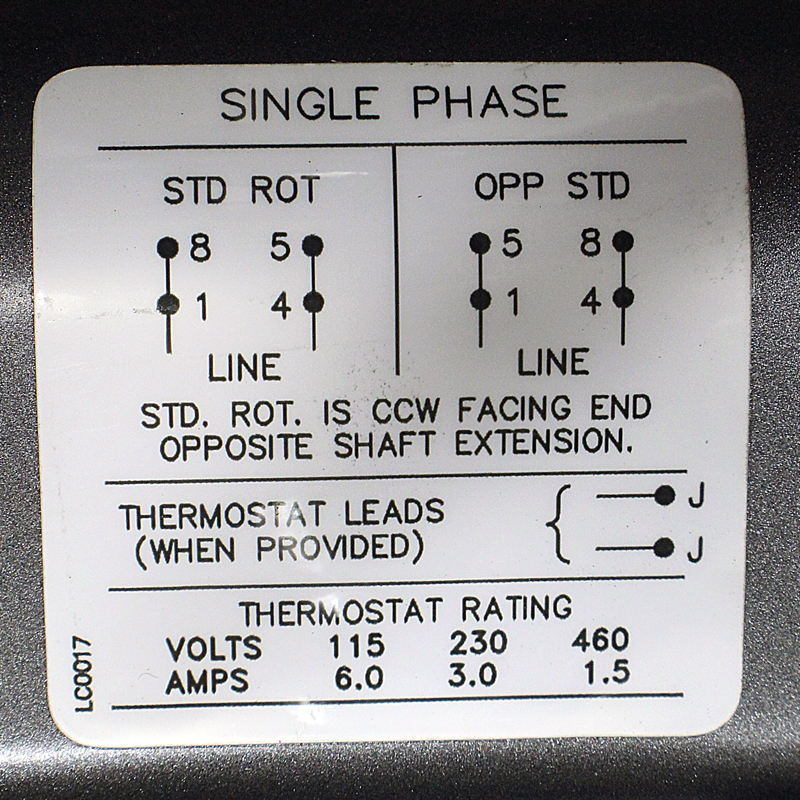 SINGLE PHASE
STD ROT
8 5
1 4
LINE
OPP STD
5 8
1 4
LINE
STD. ROT. IS CCW FACING END
OPPOSITE SHAFT EXTENSION.
THERMOSTAT LEADS
(WHEN PROVIDED)
J
J
THERMOSTAT RATING
VOLTS 115 230 460
AMPS 6.0 3.0 1.5
LC0017